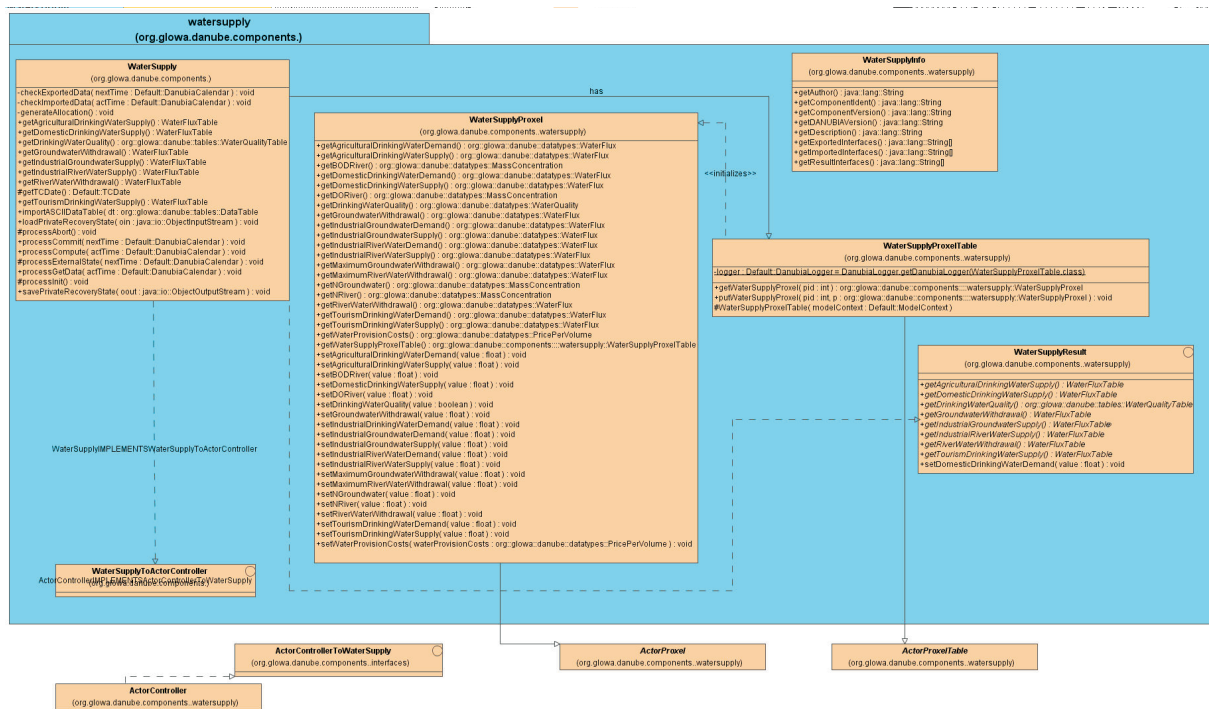 watersupply
(org.glowa.danube.components.)
WaterSupply
(org.glowa.danube.components.)
-checkExportedData( nextTime : Default::DanubiaCalendar ) : void
-checkImportedData( actTime : Default::DanubiaCalendar ) : void
-generateAllocation() : void
+getAgriculturalDrinkingWaterSupply() : WaterFluxTable
+getDomesticDrinkingWaterSupply() : WaterFluxTable
+getDrinkingWaterQuality() : org::glowa::danube::tables::WaterQualityTable
+getGroundwaterWithdrawal() : WaterFluxTable
+getIndustrialGroundwaterSupply() : WaterFluxTable
+getIndustrialRiverWaterSupply() : WaterFluxTable
+getRiverWaterWithdrawal() : WaterFluxTable
#getTCDate() : Default::TCDate
+getTourismDrinkingWaterSupply() : WaterFluxTable
+importASCIIDataTable( dt : org::glowa::danube::tables::DataTable )
+loadPrivateRecoveryState( oin : java::io::ObjectInputStream ) : void
#processAbort() : void
+processCommit( nextTime : Default::DanubiaCalendar ) : void
+processCompute( actTime : Default::DanubiaCalendar ) : void
#processExternalState( nextTime : Default::DanubiaCalendar ) : void
+processGetData( actTime : Default::DanubiaCalendar ) : void
#processInit() : void
+savePrivateRecoveryState( oout : java::io::ObjectOutputStream ) : void
has
WaterSupplyProxel
(org.glowa.danube.components..watersupply)
+getAgriculturalDrinkingWaterDemand() : org::glowa::danube::datatypes::WaterFlux
+getAgriculturalDrinkingWaterSupply() : org::glowa::danube::datatypes::WaterFlux
+getBODRiver() : org::glowa::danube::datatypes::MassConcentration
+getDomesticDrinkingWaterDemand() : org::glowa::danube::datatypes::WaterFlux
+getDomesticDrinkingWaterSupply() : org::glowa::danube::datatypes::WaterFlux
+getDORiver() : org::glowa::danube::datatypes::MassConcentration
+getDrinkingWaterQuality() : org::glowa::danube::datatypes::WaterQuality
+getGroundwaterWithdrawal() : org::glowa::danube::datatypes::WaterFlux
+getIndustrialGroundwaterDemand() : org::glowa::danube::datatypes::WaterFlux
+getIndustrialGroundwaterSupply() : org::glowa::danube::datatypes::WaterFlux
+getIndustrialRiverWaterDemand() : org::glowa::danube::datatypes::WaterFlux
+getIndustrialRiverWaterSupply() : org::glowa::danube::datatypes::WaterFlux
+getMaximumGroundwaterWithdrawal() : org::glowa::danube::datatypes::WaterFlux
+getMaximumRiverWaterWithdrawal() : org::glowa::danube::datatypes::WaterFlux
+getNGroundwater() : org::glowa::danube::datatypes::MassConcentration
+getNRiver() : org::glowa::danube::datatypes::MassConcentration
+getRiverWaterWithdrawal() : org::glowa::danube::datatypes::WaterFlux
+getTourismDrinkingWaterDemand() : org::glowa::danube::datatypes::WaterFlux
+getTourismDrinkingWaterSupply() : org::glowa::danube::datatypes::WaterFlux
+getWaterProvisionCosts() : org::glowa::danube::datatypes::PricePerVolume
+getWaterSupplyProxelTable() : org::glowa::danube::components::::watersupply::WaterSupplyProxelTable
+setAgriculturalDrinkingWaterDemand( value : float ) : void
+setAgriculturalDrinkingWaterSupply( value : float ) : void
+setBODRiver( value : float ) : void
+setDomesticDrinkingWaterSupply( value : float ) : void
+setDORiver( value : float ) : void
+setDrinkingWaterQuality( value : boolean ) : void
+setGroundwaterWithdrawal( value : float ) : void
+setIndustrialDrinkingWaterDemand( value : float ) : void
+setIndustrialGroundwaterDemand( value : float ) : void
+setIndustrialGroundwaterSupply( value : float ) : void
+setIndustrialRiverWaterDemand( value : float ) : void
+setIndustrialRiverWaterSupply( value : float ) : void
+setMaximumGroundwaterWithdrawal( value : float ) : void
+setMaximumRiverWaterWithdrawal( value : float ) : void
+setNGroundwater( value : float ) : void
+setNRiver( value : float ) : void
+setRiverWaterWithdrawal( value : float ) : void
+setTourismDrinkingWaterDemand( value : float ) : void
+setTourismDrinkingWaterSupply( value : float ) : void
+setWaterProvisionCosts( waterProvisionCosts : org::glowa::danube::datatypes::PricePerVolume ) : void
<<initializes>>
WaterSupplyInfo
(org.glowa.danube.components..watersupply)
+getAuthor() : java::lang::String
+getComponentIdent() : java::lang::String
+getComponentVersion() : java::lang::String
+getDANUBIAVersion() : java::lang::String
+getDescription() : java::lang::String
+getExportedInterfaces() : java::lang::String[]
+getImportedInterfaces() : java::lang::String[]
+getResultInterfaces() : java::lang::String[]
WaterSupplyProxelTable
(org.glowa.danube.components..watersupply)
-logger : Default::DanubiaLogger = DanubiaLogger.getDanubiaLogger(WaterSupplyProxelTable.class)
+getWaterSupplyProxel( pid : int ) : org::glowa::danube::components::::watersupply::WaterSupplyProxel
+putWaterSupplyProxel( pid : int, p : org::glowa::danube::components::::watersupply::WaterSupplyProxel ) : void
#WaterSupplyProxelTable( modelContext : Default::ModelContext )
WaterSupplyResult
(org.glowa.danube.components..watersupply)
+getAgriculturalDrinkingWaterSupply() : WaterFluxTable
+getDomesticDrinkingWaterSupply() : WaterFluxTable
+getDrinkingWaterQuality() : org::glowa::danube::tables::WaterQualityTable
+getGroundwaterWithdrawal() : WaterFluxTable
+getIndustrialGroundwaterSupply() : WaterFluxTable
+getIndustrialRiverWaterSupply() : WaterFluxTable
+getRiverWaterWithdrawal() : WaterFluxTable
+getTourismDrinkingWaterSupply() : WaterFluxTable
+setDomesticDrinkingWaterDemand( value : float ) : void
WaterSupplyIMPLEMENTSWaterSupplyToActorController
WaterSupplyToActorController
ActorControllerIMPLEMENTSActorControllerToWaterSupply
(org.glowa.danube.components.)
ActorControllerToWaterSupply
(org.glowa.danube.components..interfaces)
ActorProxel
(org.glowa.danube.components..watersupply)
ActorProxelTable
(org.glowa.danube.components..watersupply)
ActorController
(org.glowa.danube.components..watersupply)